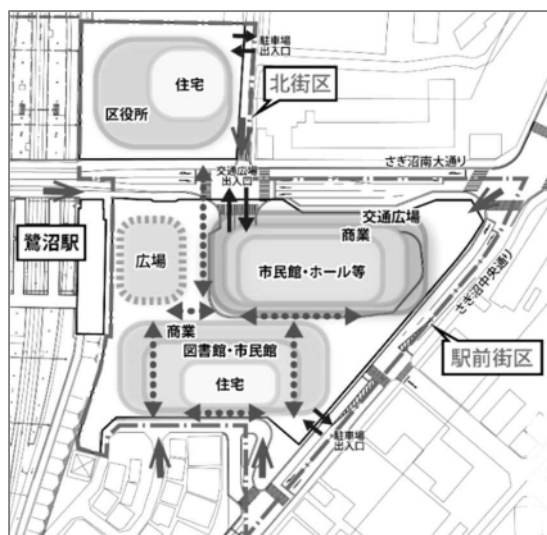 駐車場
出入口
住宅
区役所
北街区
さぎ沼南大通り
交通広場
出入口
鷺沼駅
広場
交通広場
商業
市民館・ホール等
さぎ沼中央通り
商業
図書館・市民館
住宅
駅前街区
駐車場
出入口